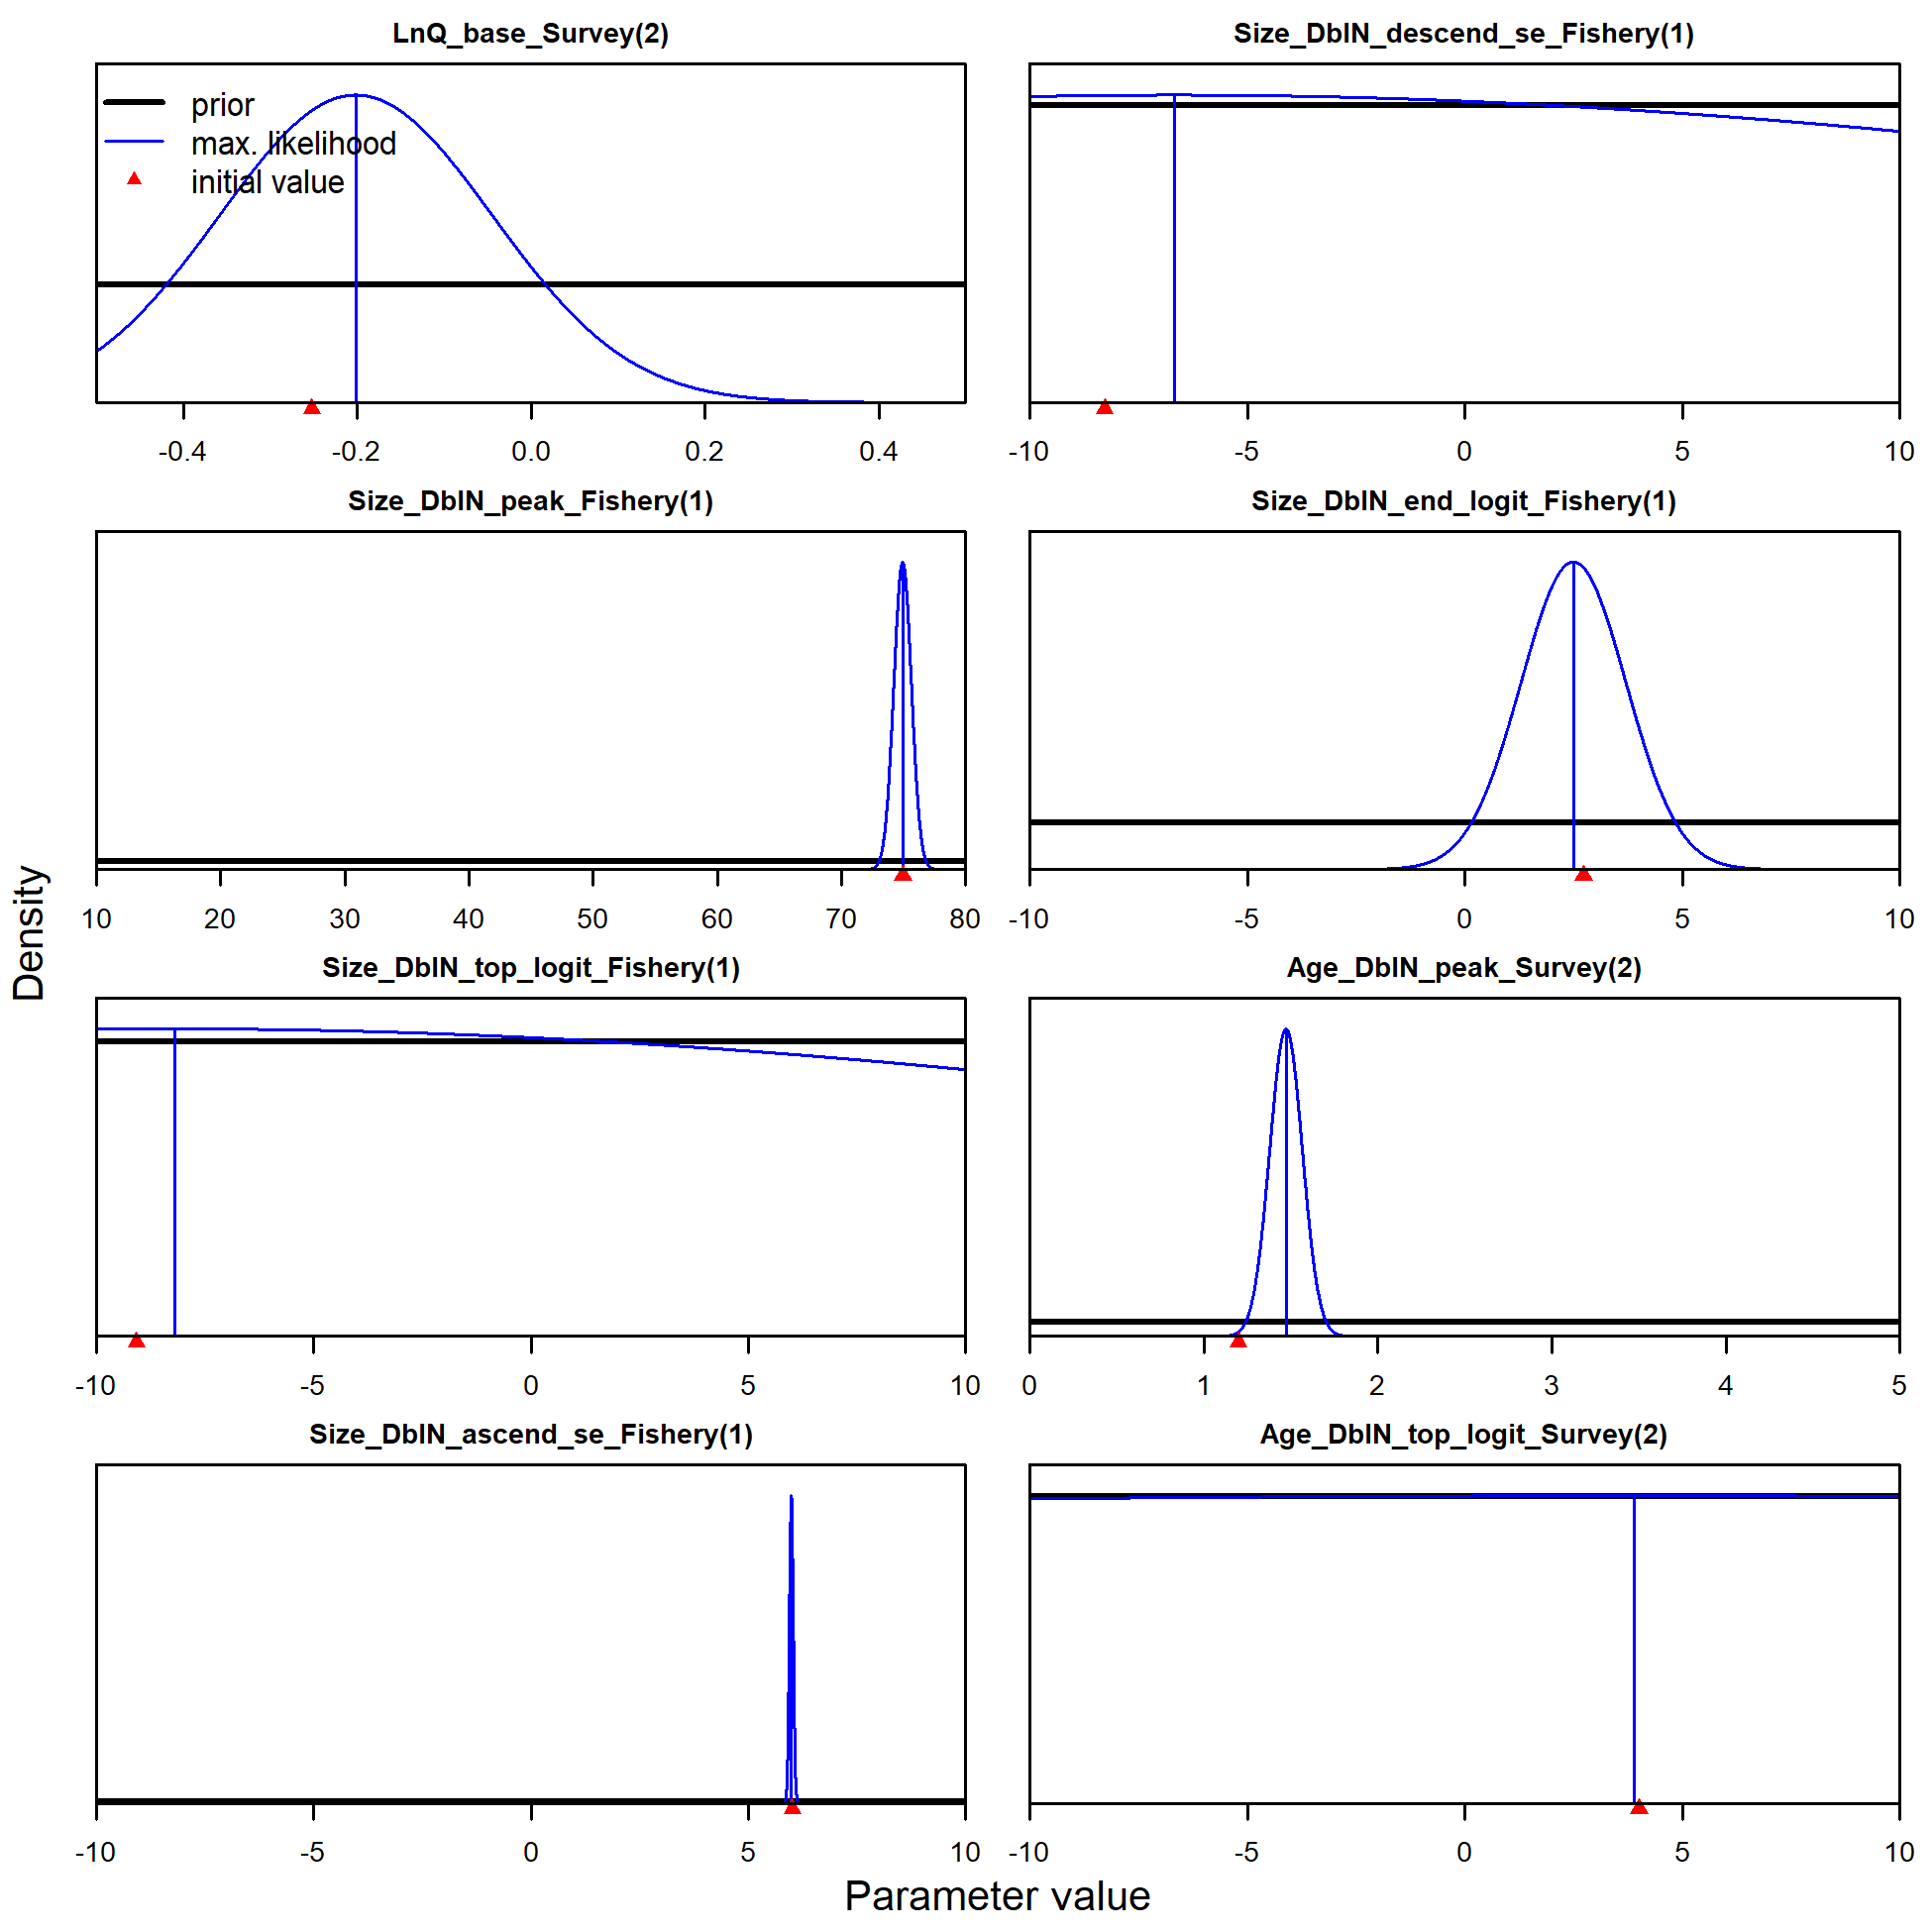 LnQ_base_Survey(2)
prior
max. likelihood
initial value
-0.4 -0.2 0.0 0.2 0.4
Size_DblN_descend_se_Fishery(1)
-10 -5 0 5 10
Size_DblN_peak_Fishery(1)
10 20 30 40 50 60 70 80
Size_DblN_end_logit_Fishery(1)
-10 -5 0 5 10
Size_DblN_top_logit_Fishery(1)
-10 -5 0 5 10
Age_DblN_peak_Survey(2)
0 1 2 3 4 5
Size_DblN_ascend_se_Fishery(1)
-10 -5 0 5 10
Age_DblN_top_logit_Survey(2)
-10 -5 0 5 10
Density
Parameter value